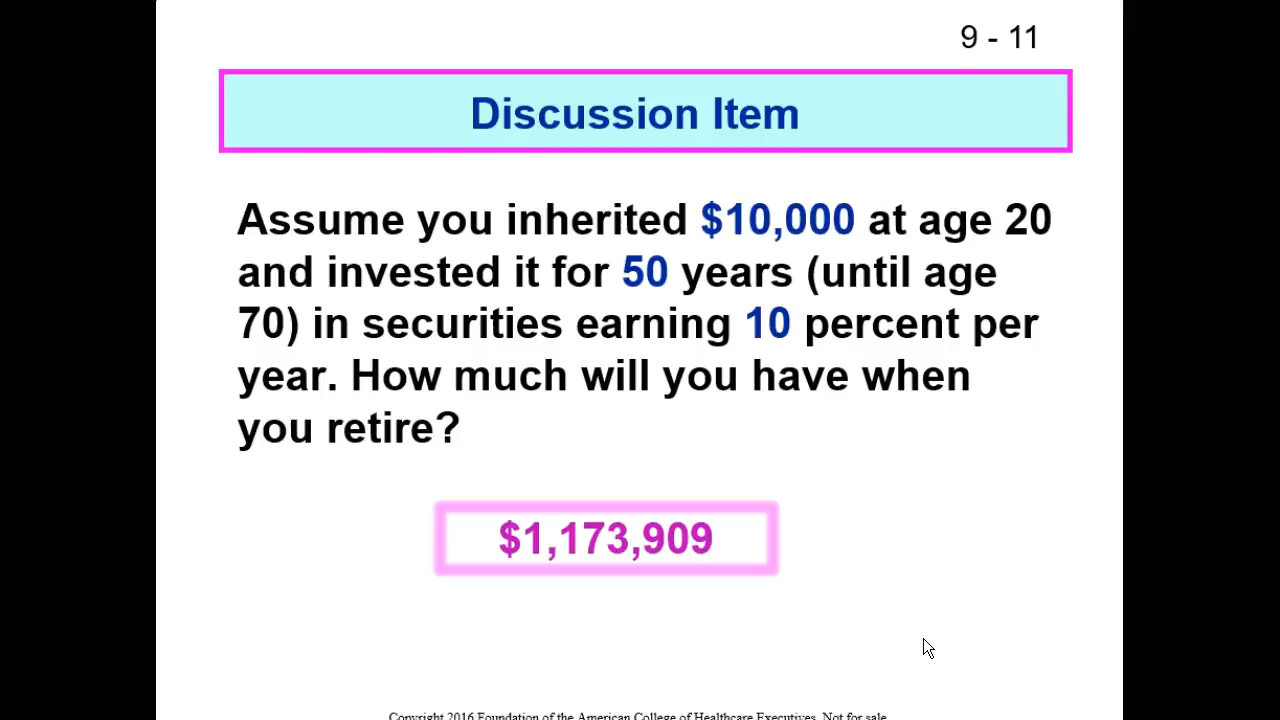 9 - 11
Discussion Item
Assume you inherited $10,000 at age 20
and invested it for 50 years (until age
70) in securities earning 10 percent per
year. How much will you have when
you retire?
$1,173,909
Copyright 2016 Foundation of the American College of Healthcare Executives. Not for sale